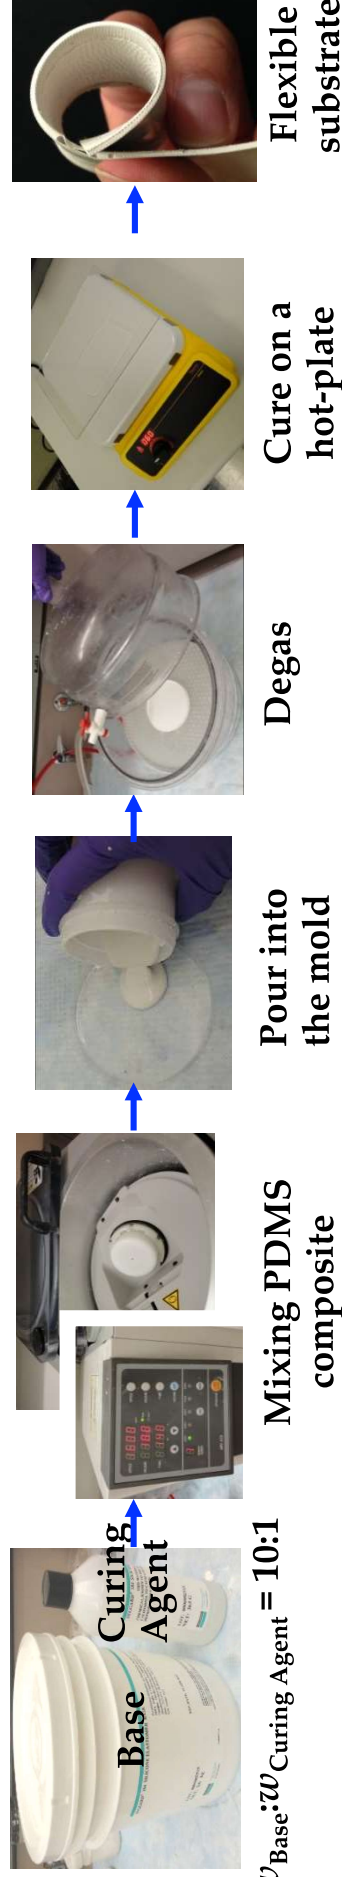 Base
Curing
Agent
w_Base:w_Curing Agent = 10:1
Mixing PDMS
composite
Pour into
the mold
Degas
Cure on a
hot-plate
Flexible
substrate